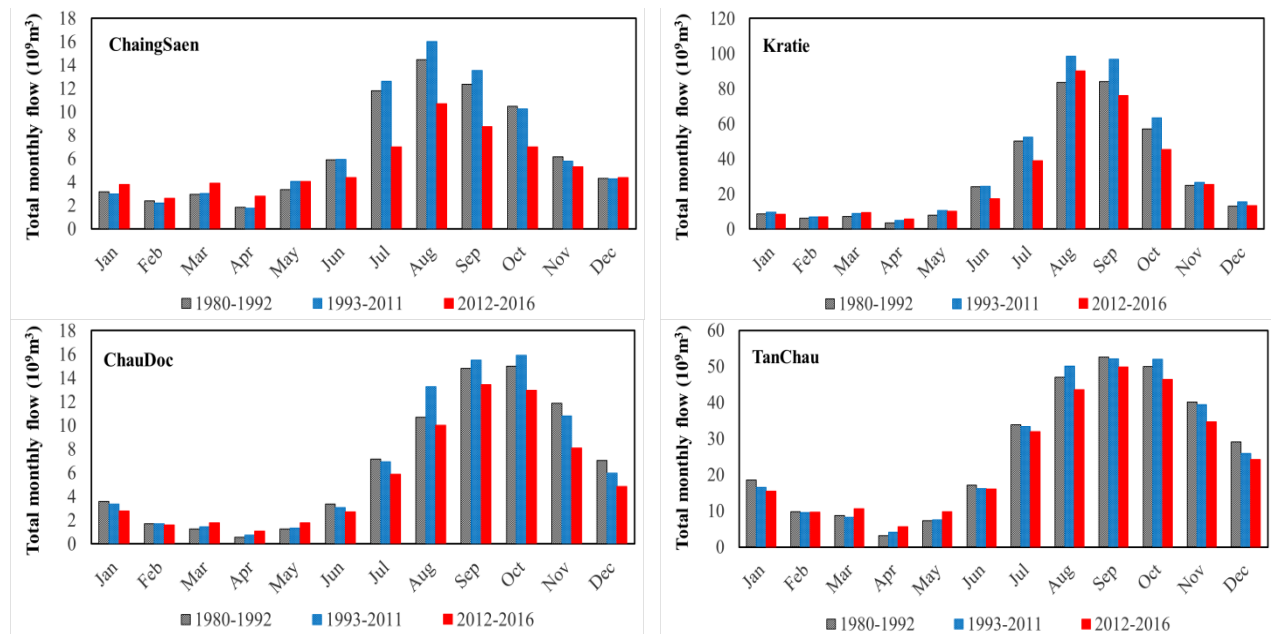 ChaingSaen
Total monthly flow (10⁹m³)
18
16
14
12
10
8
6
4
2
0
Jan Feb Mar Apr May Jun Jul Aug Sep Oct Nov Dec
1980-1992 1993-2011 2012-2016
Kratie
Total monthly flow (10⁹m³)
120
100
80
60
40
20
0
Jan Feb Mar Apr May Jun Jul Aug Sep Oct Nov Dec
1980-1992 1993-2011 2012-2016
ChauDoc
Total monthly flow (10⁹m³)
18
16
14
12
10
8
6
4
2
0
Jan Feb Mar Apr May Jun Jul Aug Sep Oct Nov Dec
1980-1992 1993-2011 2012-2016
TanChau
Total monthly flow (10⁹m³)
60
50
40
30
20
10
0
Jan Feb Mar Apr May Jun Jul Aug Sep Oct Nov Dec
1980-1992 1993-2011 2012-2016